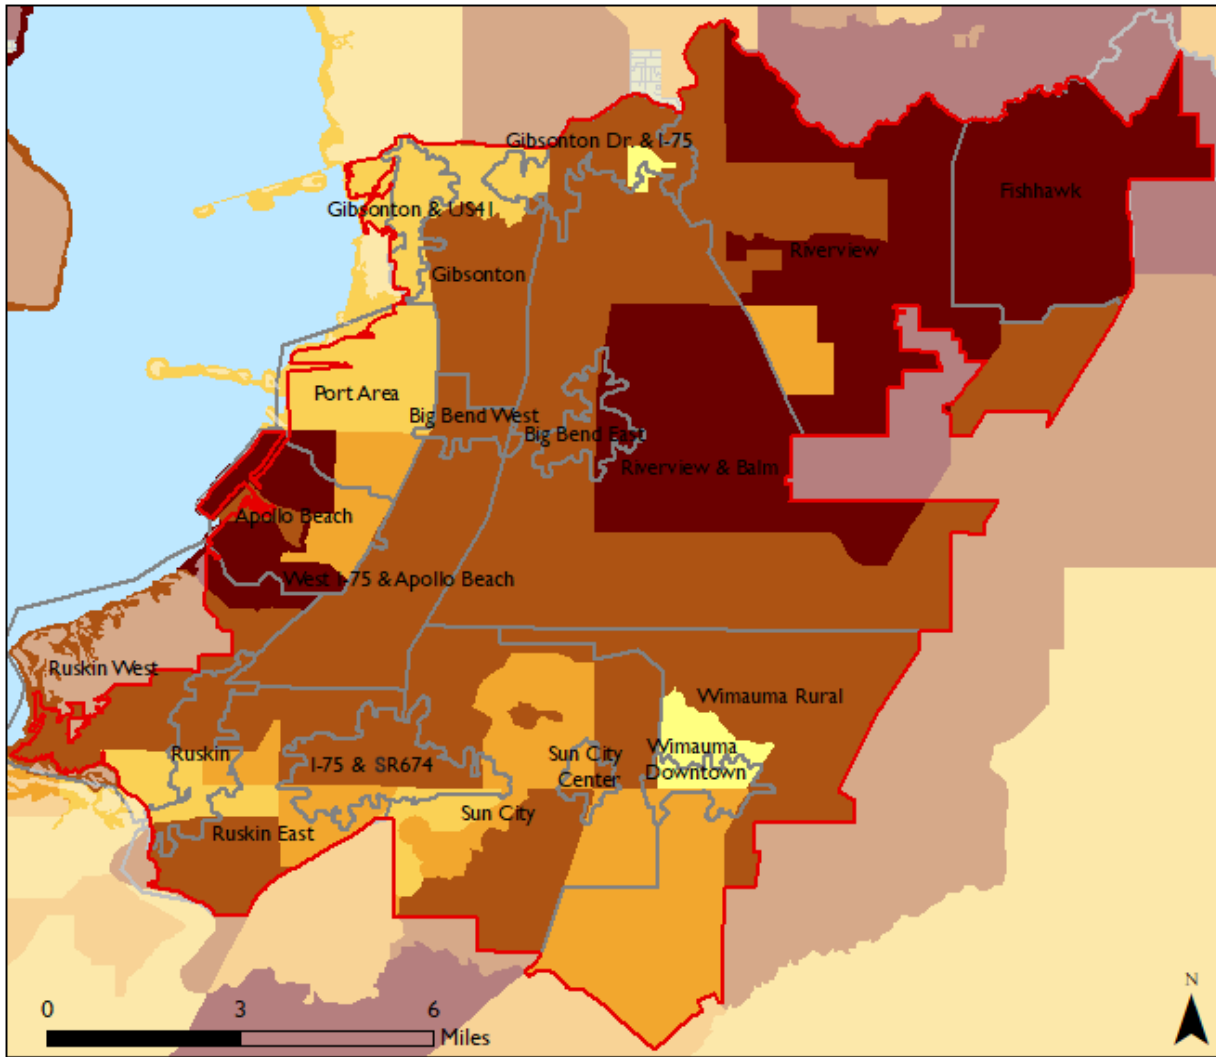 Gibsonton Dr. & I-75
Fishhawk
Gibsonton & US41
Riverview
Gibsonton
Port Area
Big Bend West
Big Bend East
Riverview & Balm
Apollo Beach
West I-75 & Apollo Beach
Ruskin West
Wimauma Rural
Ruskin
I-75 & SR674
Sun City
Center
Wimauma
Downtown
Sun City
Ruskin East
N
0 3 6
Miles